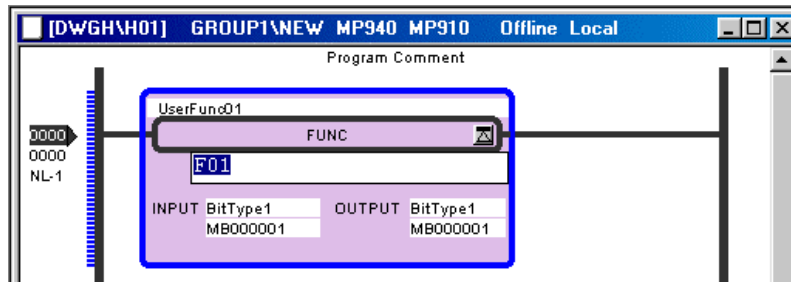 [DWGH\H01] GROUP1\NEW MP940 MP910 Offline Local
Program Comment
UserFunc01
FUNC
0000
0000
NL-1
F01
INPUT BitType1 OUTPUT BitType1
MB000001 MB000001